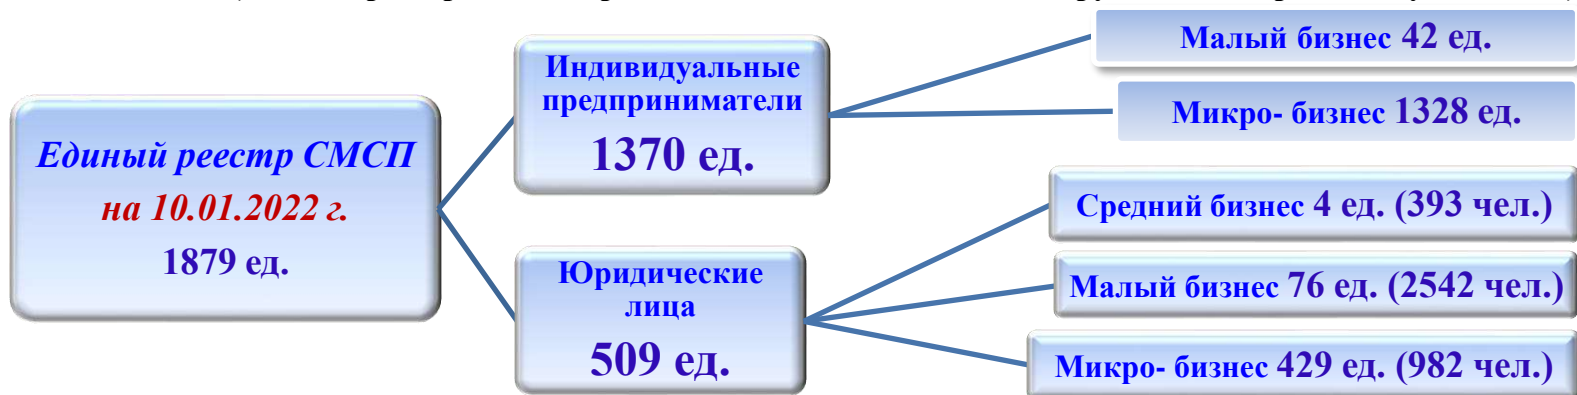 Единый реестр СМСП
на 10.01.2022 г.
1879 ед.
Индивидуальные
предприниматели
1370 ед.
Малый бизнес 42 ед.
Микро- бизнес 1328 ед.
Юридические
лица
509 ед.
Средний бизнес 4 ед. (393 чел.)
Малый бизнес 76 ед. (2542 чел.)
Микро- бизнес 429 ед. (982 чел.)